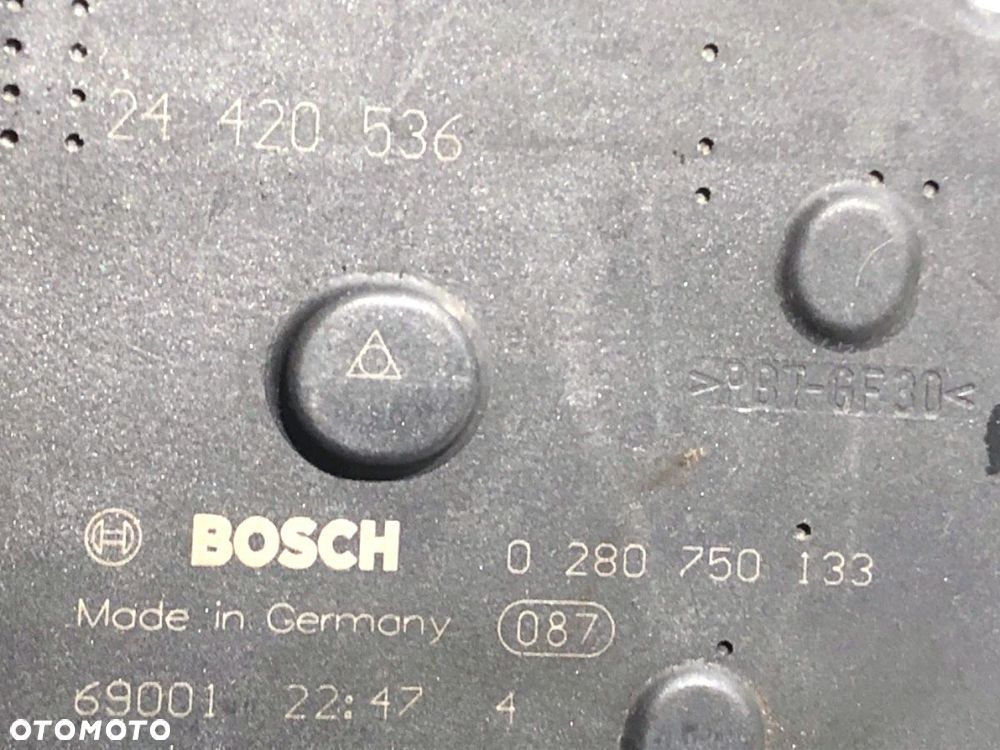 24 420 536
>PBT-GF30<
BOSCH 0 280 750 133
Made in Germany 087
69001 22:47 4
OTOMOTO